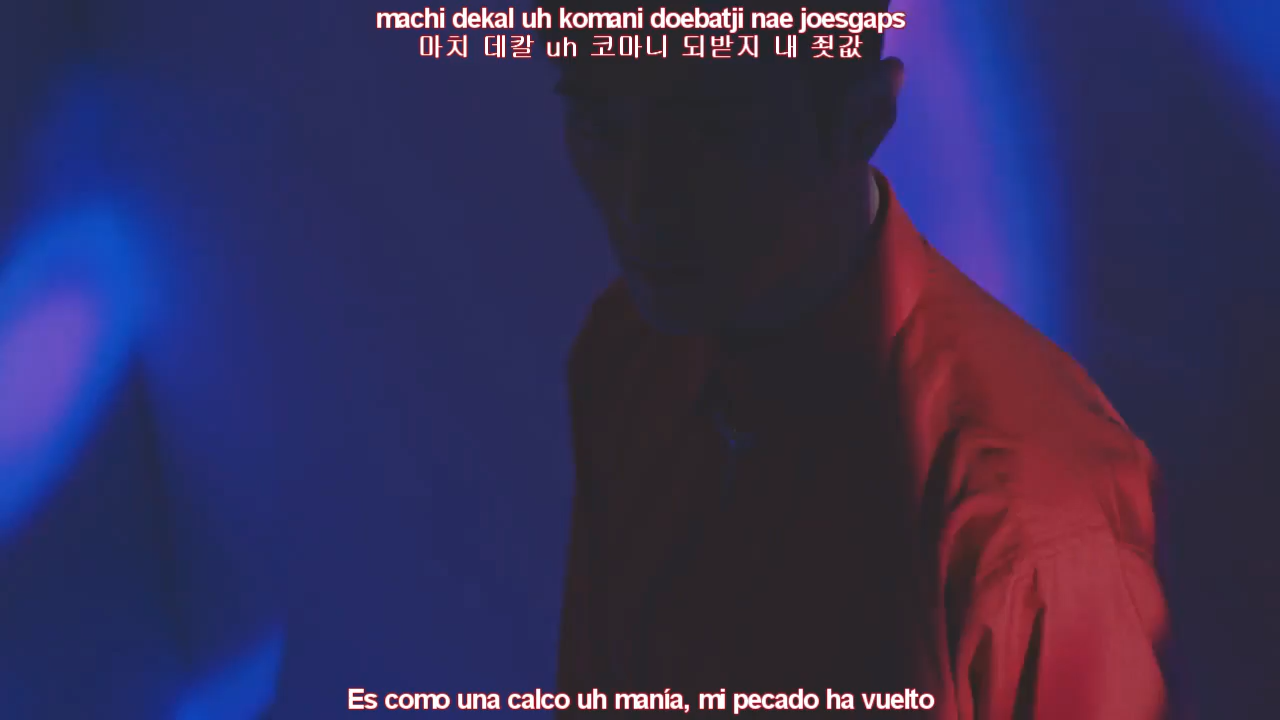 machi dekal uh komani doebatji nae joesgaps
마치 데칼 uh 코마니 되받지 내 죗값
Es como una calco uh manía, mi pecado ha vuelto